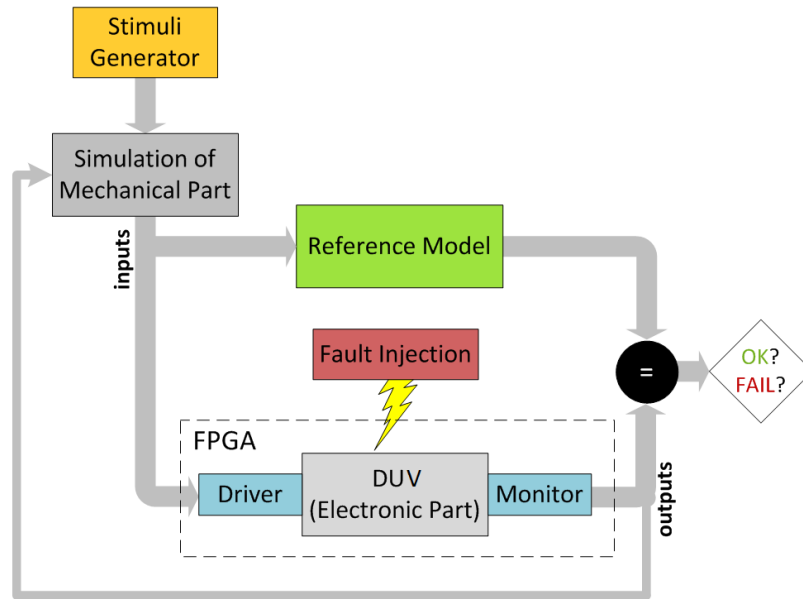 Stimuli
Generator
Simulation of
Mechanical Part
inputs
Reference Model
Fault Injection
=
OK?
FAIL?
FPGA
Driver
DUV
(Electronic Part)
Monitor
outputs